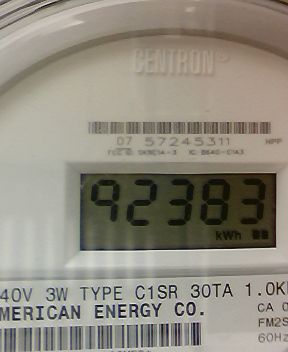 CENTRON®
07 57245311 HPP
92383
kWh
40V 3W TYPE C1SR 30TA 1.0K
MERICAN ENERGY CO. CA 0
FM2S
60Hz